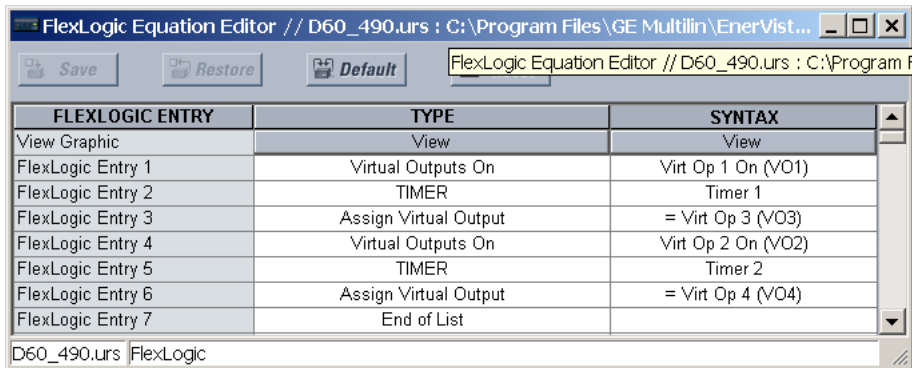 FlexLogic Equation Editor // D60_490.urs : C:\Program Files\GE Multilin\EnerVist...
Save Restore Default
FlexLogic Equation Editor // D60_490.urs : C:\Program F
FLEXLOGIC ENTRY TYPE SYNTAX
View Graphic View View
FlexLogic Entry 1 Virtual Outputs On Virt Op 1 On (VO1)
FlexLogic Entry 2 TIMER Timer 1
FlexLogic Entry 3 Assign Virtual Output = Virt Op 3 (VO3)
FlexLogic Entry 4 Virtual Outputs On Virt Op 2 On (VO2)
FlexLogic Entry 5 TIMER Timer 2
FlexLogic Entry 6 Assign Virtual Output = Virt Op 4 (VO4)
FlexLogic Entry 7 End of List
D60_490.urs FlexLogic